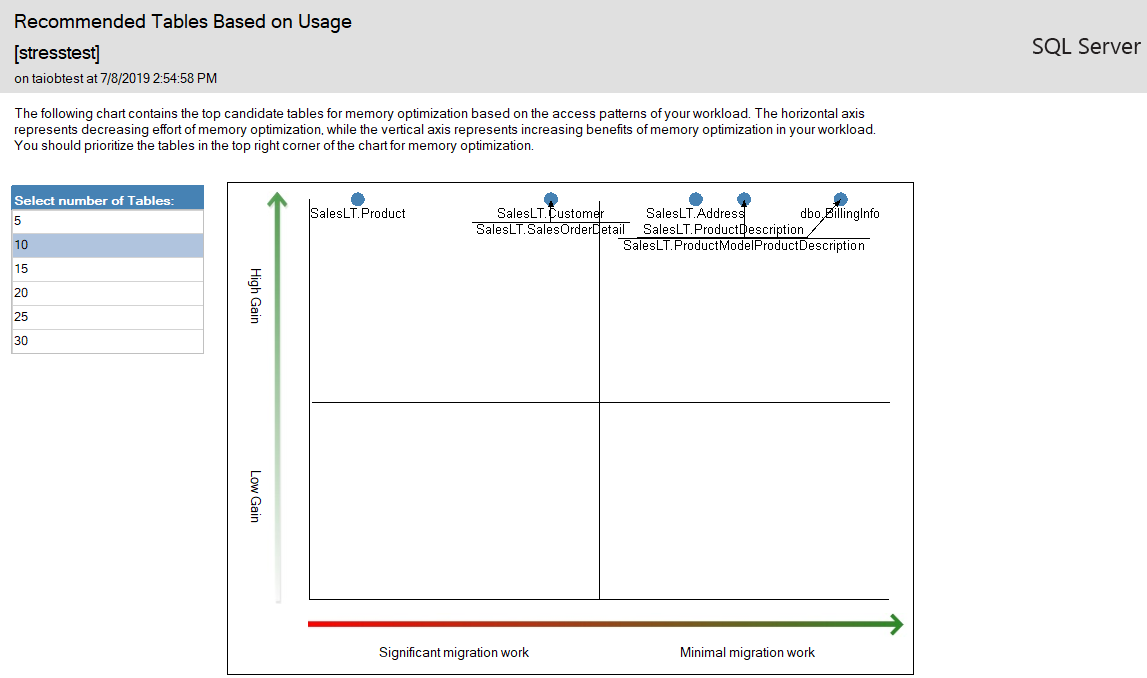 Recommended Tables Based on Usage
[stresstest]
SQL Server
on taiobtest at 7/8/2019 2:54:58 PM
The following chart contains the top candidate tables for memory optimization based on the access patterns of your workload. The horizontal axis
represents decreasing effort of memory optimization, while the vertical axis represents increasing benefits of memory optimization in your workload.
You should prioritize the tables in the top right corner of the chart for memory optimization.
Select number of Tables:
5
10
15
20
25
30
High Gain
Low Gain
SalesLT.Product
SalesLT.Customer
SalesLT.Address
dbo.BillingInfo
SalesLT.SalesOrderDetail
SalesLT.ProductDescription
SalesLT.ProductModelProductDescription
Significant migration work
Minimal migration work